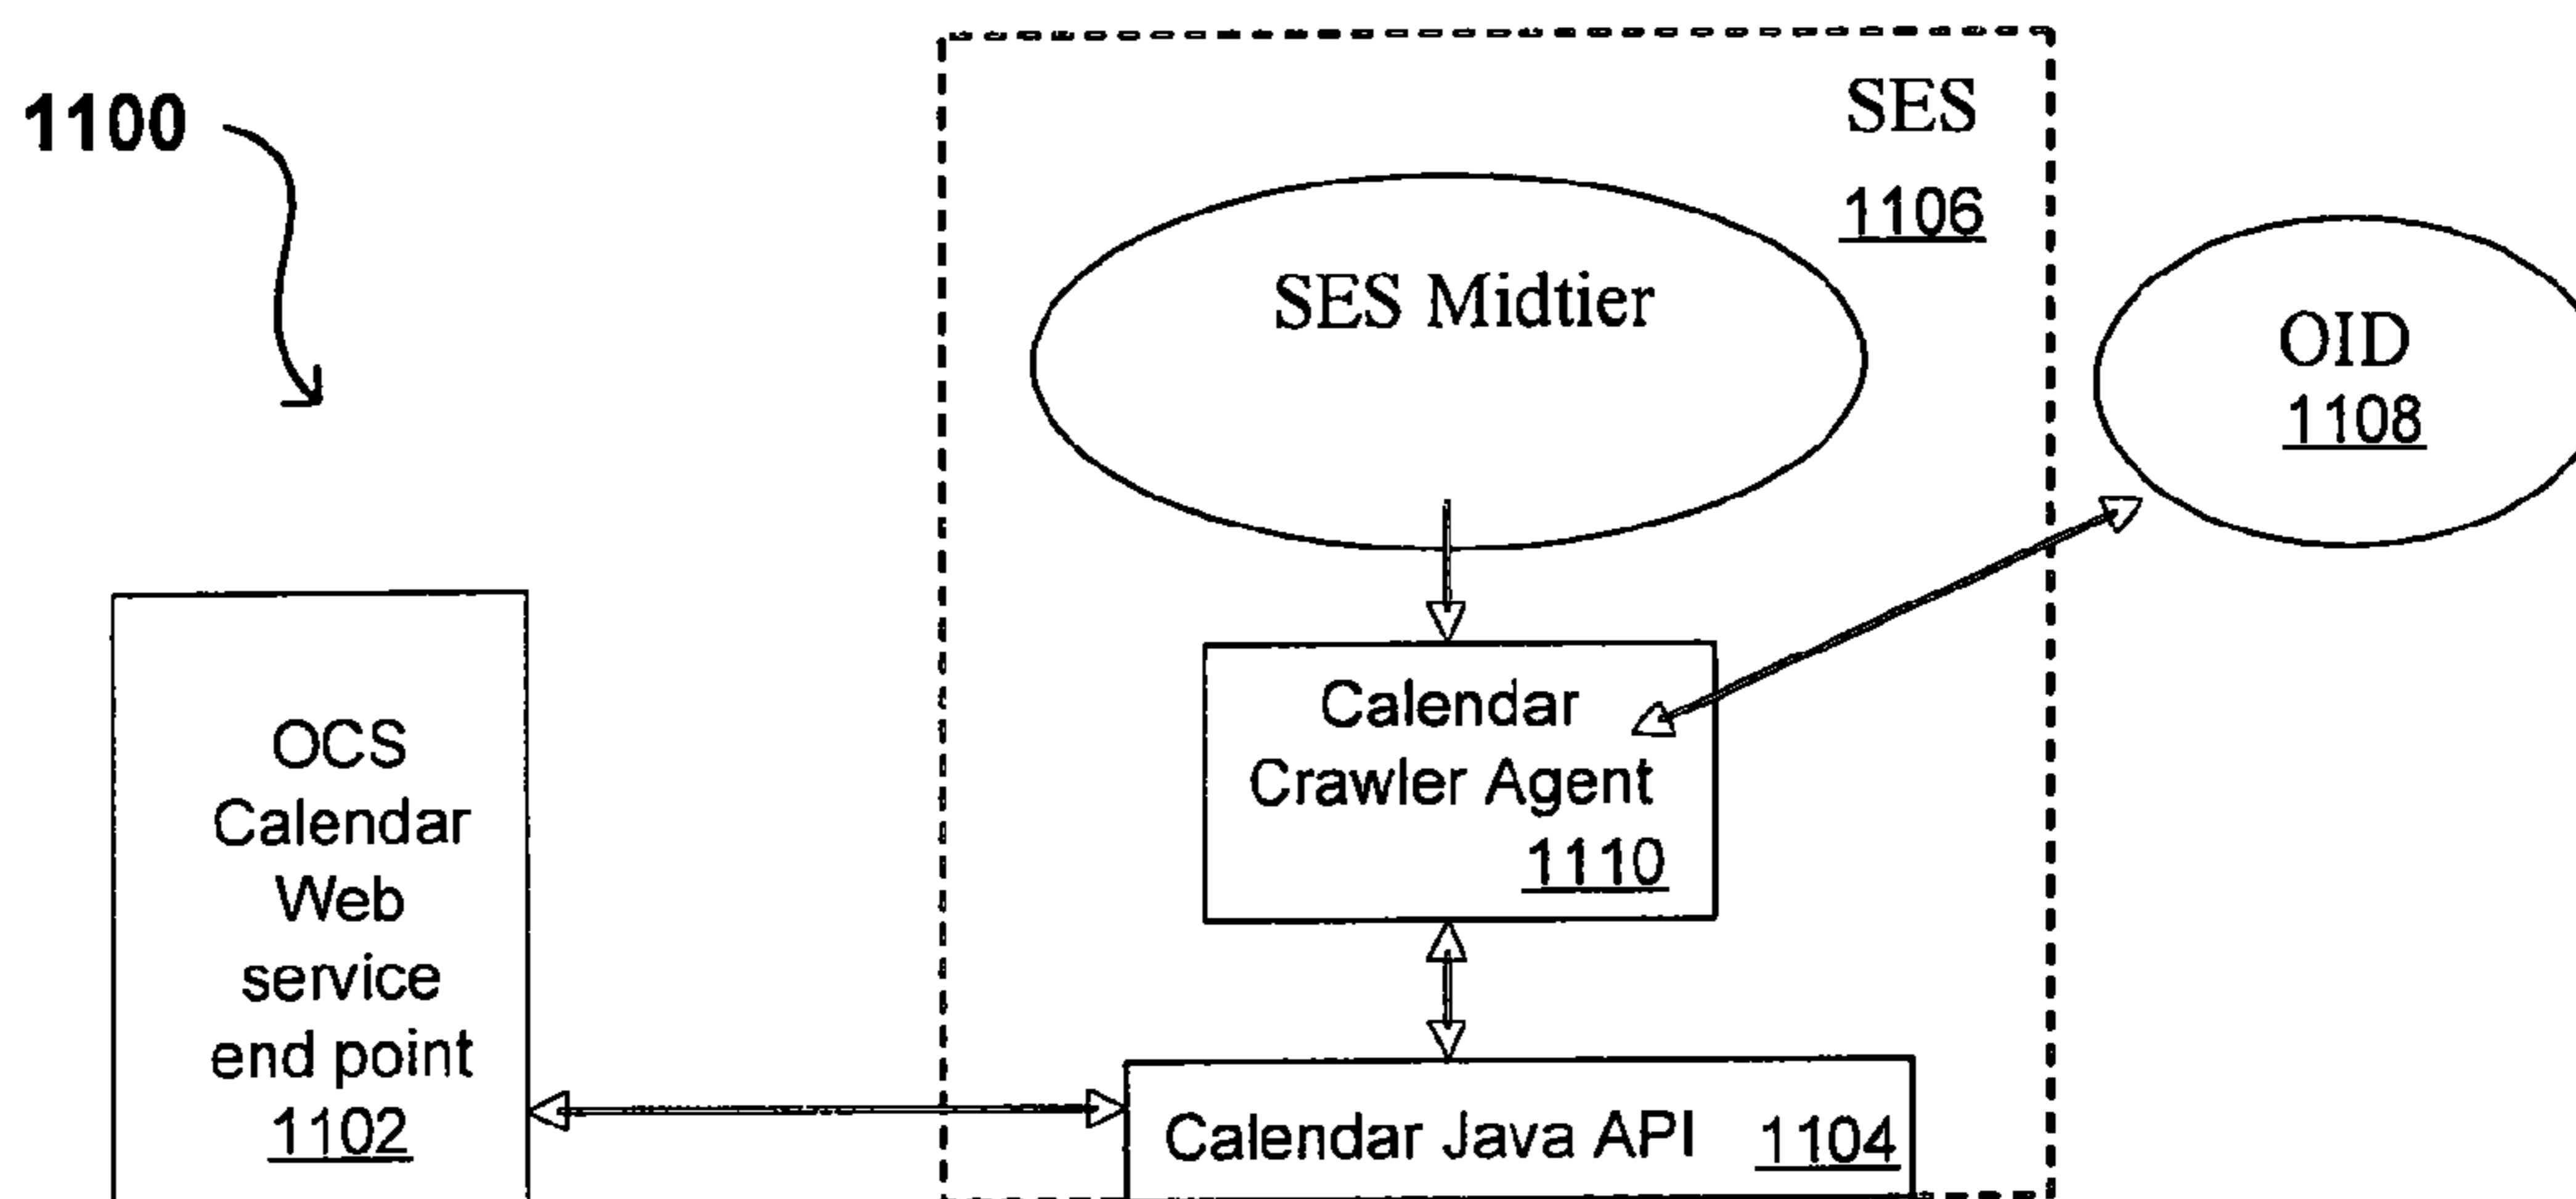 1100
SES
1106
SES Midtier
OID
1108
Calendar
Crawler Agent
1110
OCS
Calendar
Web
service
end point
1102
Calendar Java API 1104